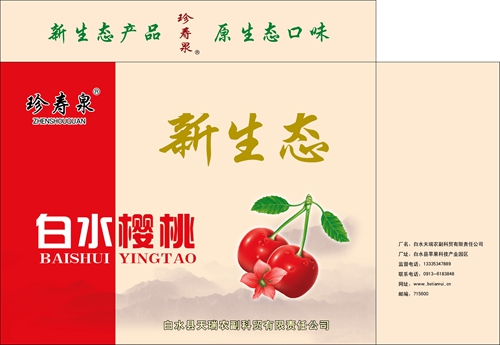 新生态产品 珍寿泉® 原生态口味
珍寿泉®
ZHENSHOUQUAN
新生态
白水樱桃
BAISHUI YINGTAO
白水县天瑞农副科贸有限责任公司
厂名：白水天瑞农副科贸有限责任公司
厂址：白水县苹果科技产业园区
监督电话：13335347889
联系电话：0913-6183848
网址：www.bstianrui.cn
邮编：715600